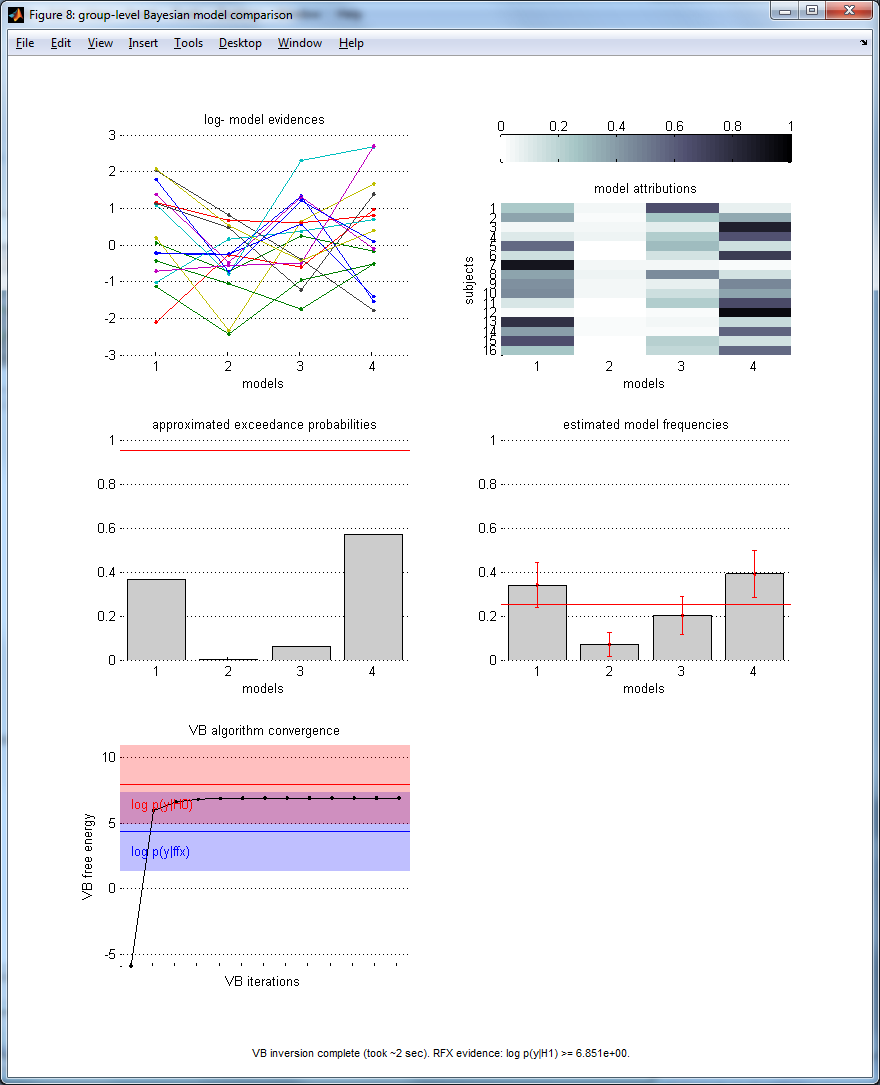 Figure 8: group-level Bayesian model comparison
File Edit View Insert Tools Desktop Window Help
log- model evidences
3
2
1
0
-1
-2
-3
1 2 3 4
models
0 0.2 0.4 0.6 0.8 1
model attributions
subjects
1
2
3
4
5
6
7
8
9
10
11
12
13
14
15
16
1 2 3 4
models
approximated exceedance probabilities
1
0.8
0.6
0.4
0.2
0
1 2 3 4
models
estimated model frequencies
1
0.8
0.6
0.4
0.2
0
1 2 3 4
models
VB algorithm convergence
VB free energy
10
5
0
-5
log p(y|H0)
log p(y|ffx)
VB iterations
VB inversion complete (took ~2 sec). RFX evidence: log p(y|H1) >= 6.851e+00.